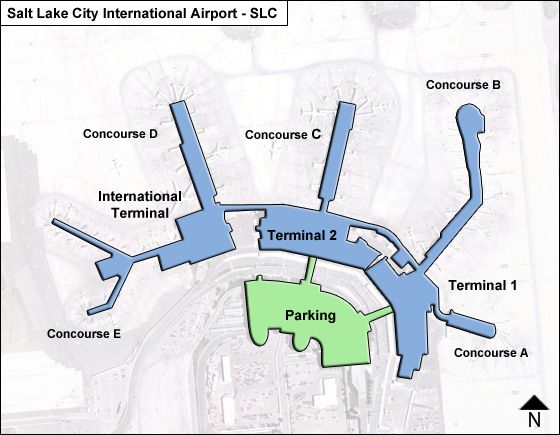 Salt Lake City International Airport - SLC
Concourse B
Concourse D
Concourse C
International
Terminal
Terminal 2
Terminal 1
Parking
Concourse E
Concourse A
N